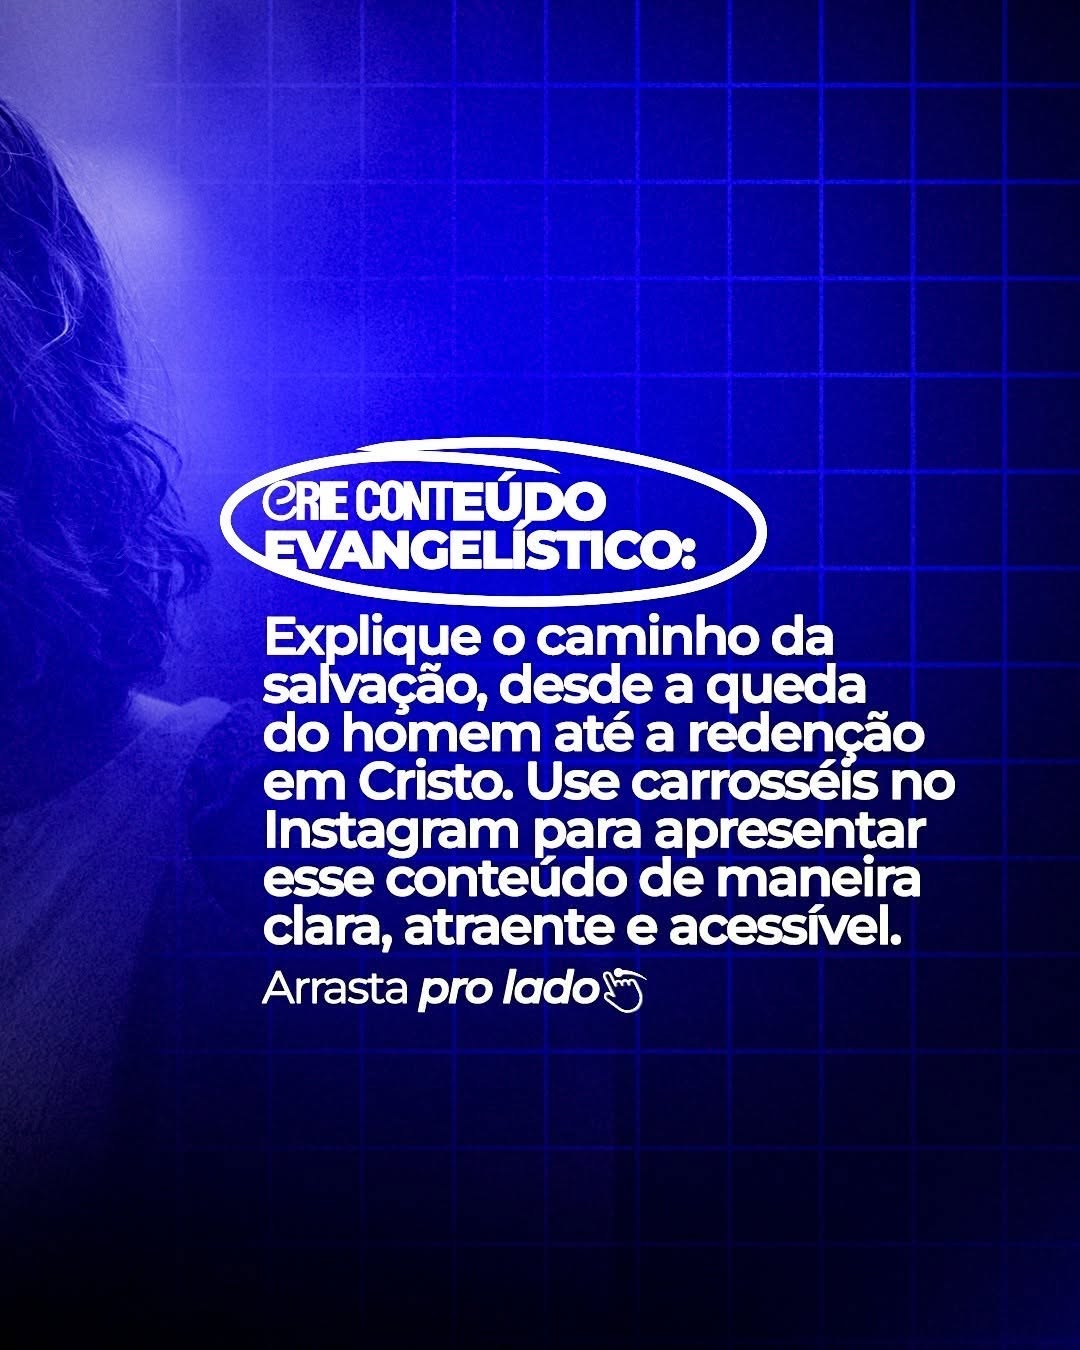 CRIE CONTEÚDO
EVANGELÍSTICO:
Explique o caminho da
salvação, desde a queda
do homem até a redenção
em Cristo. Use carrosséis no
Instagram para apresentar
esse conteúdo de maneira
clara, atraente e acessível.
Arrasta pro lado